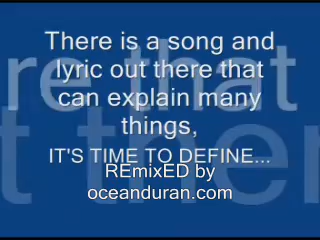 There is a song and
lyric out there that
can explain many
things,
IT'S TIME TO DEFINE...
REmixED by
oceanduran.com